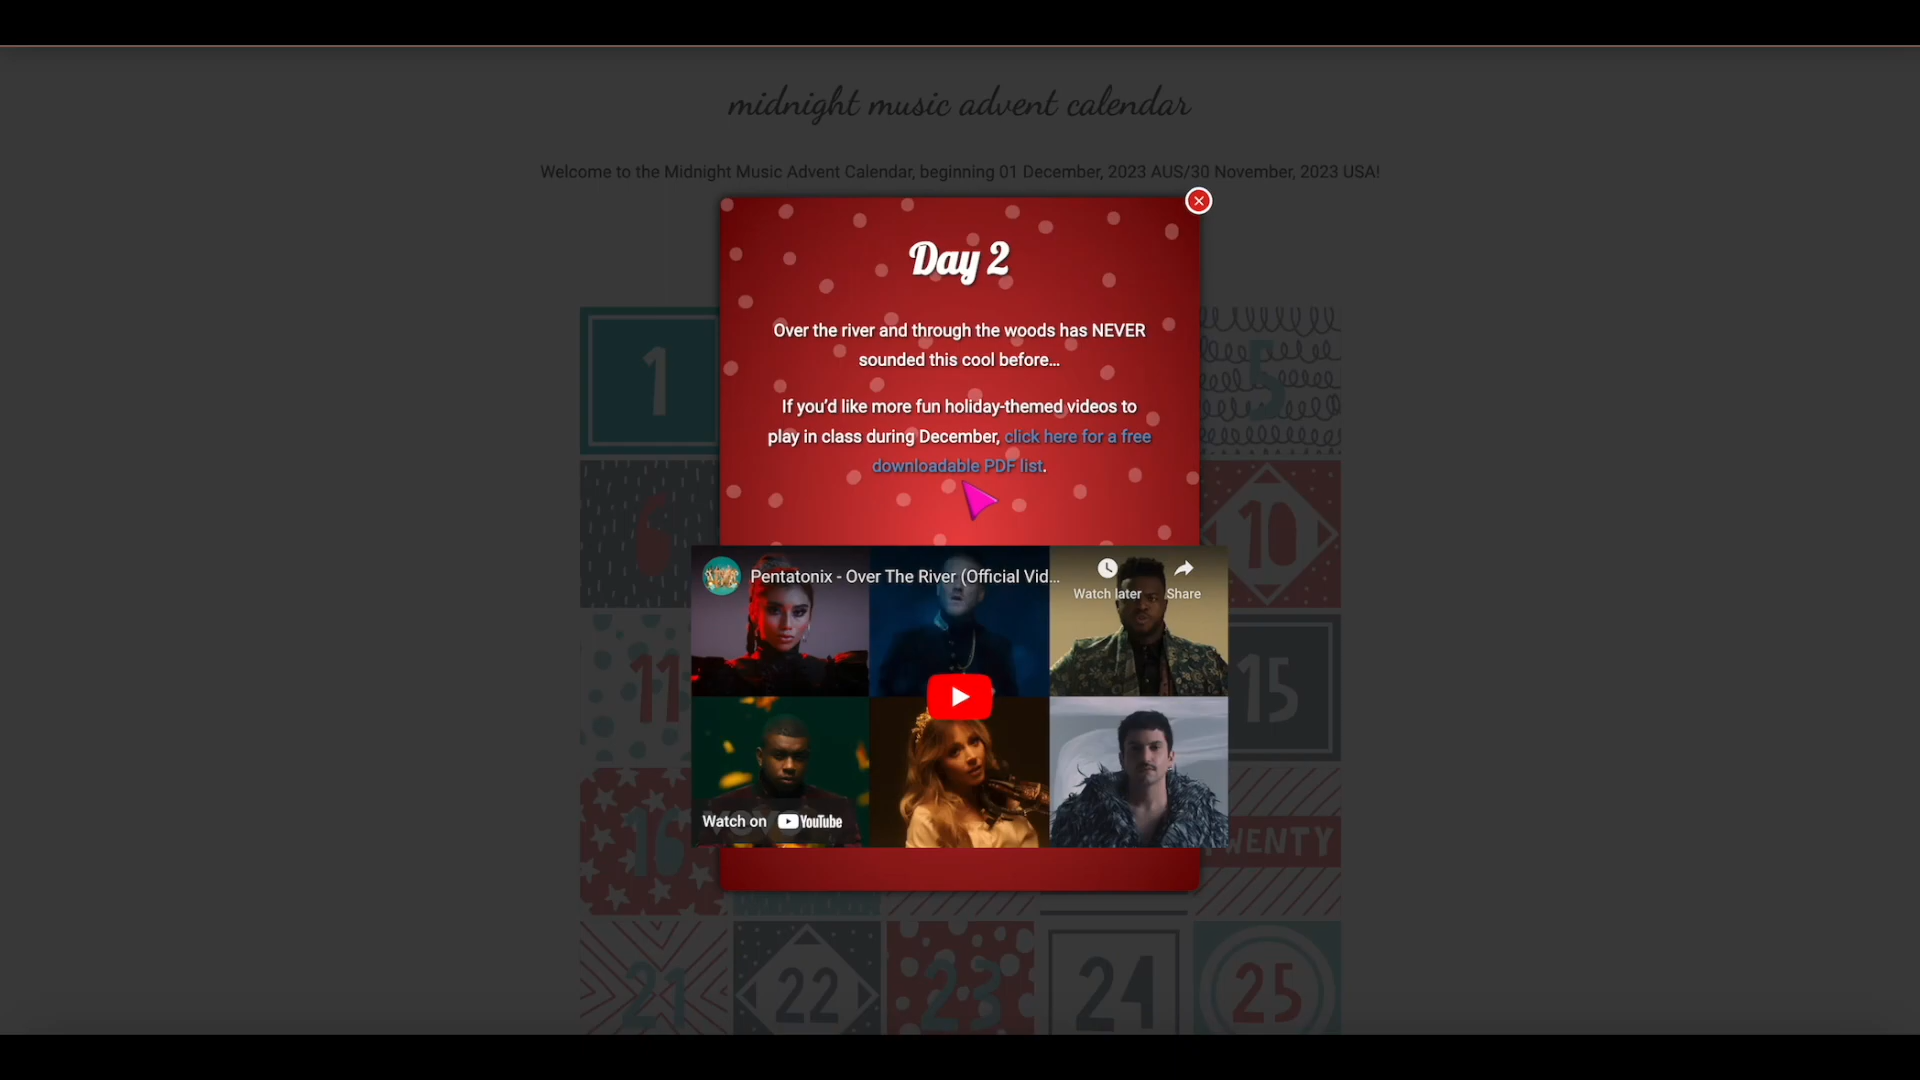 midnight music advent calendar
Welcome to the Midnight Music Advent Calendar, beginning 01 December, 2023 AUS/30 November, 2023 USA!
Day 2
Over the river and through the woods has NEVER
sounded this cool before...
If you'd like more fun holiday-themed videos to
play in class during December, click here for a free
downloadable PDF list.
Pentatonix - Over The River (Official Vid...
Watch later
Share
Watch on YouTube
1
5
6
10
11
15
16
21
22
23
24
25